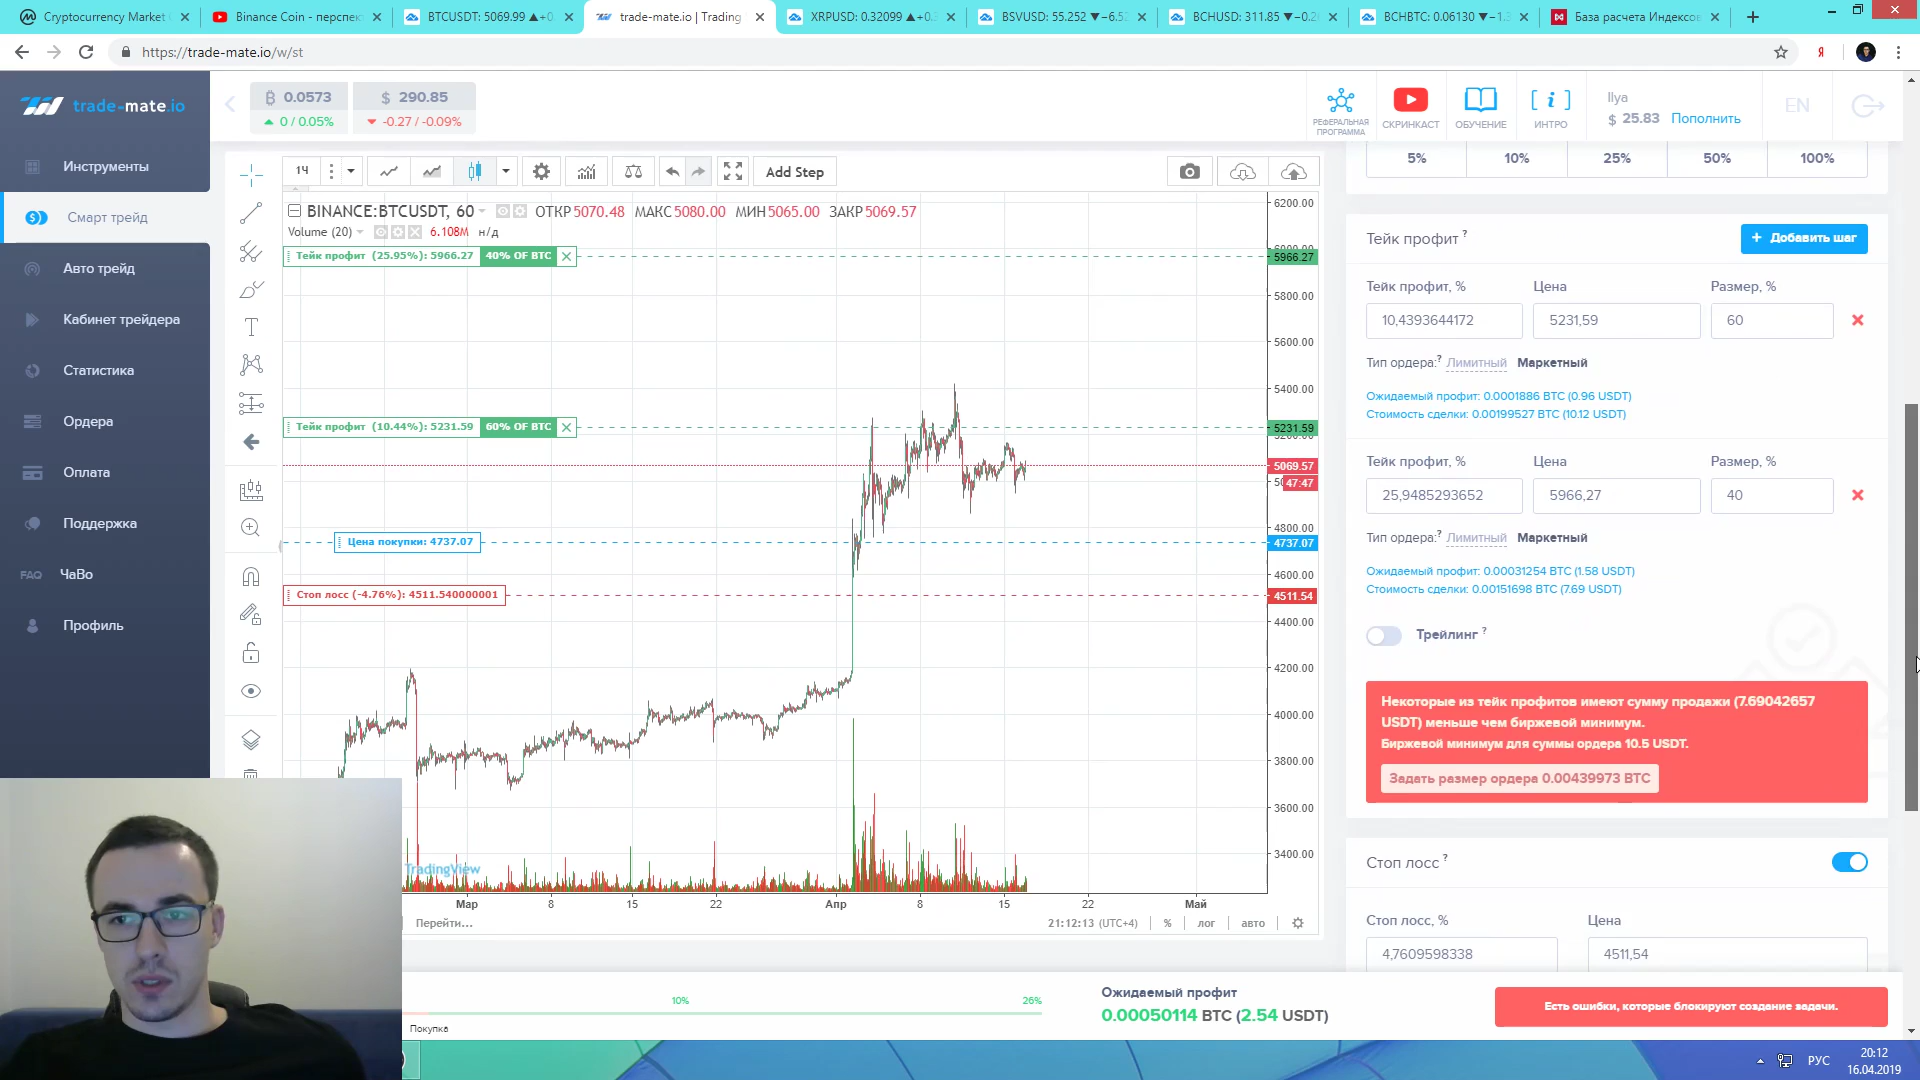 Cryptocurrency Market
Binance Coin - перспек
BTCUSDT: 5069.99 ▲+0
trade-mate.io | Trading
XRPUSD: 0.32099 ▲+0.
BSVUSD: 55.252 ▼−6.5
BCHUSD: 311.85 ▼−0.2
BCHBTC: 0.06130 ▼−1.
База расчета Индексов
https://trade-mate.io/w/st
trade-mate.io
0.0573
0 / 0.05%
$ 290.85
-0.27 / -0.09%
РЕФЕРАЛЬНАЯ
ПРОГРАММА
СКРИНКАСТ
ОБУЧЕНИЕ
ИНТРО
Ilya
$ 25.83 Пополнить
EN
Инструменты
Смарт трейд
Авто трейд
Кабинет трейдера
Статистика
Ордера
Оплата
Поддержка
FAQ ЧаВо
Профиль
1Ч
Add Step
BINANCE:BTCUSDT, 60
ОТКР 5070.48 МАКС 5080.00 МИН 5065.00 ЗАКР 5069.57
Volume (20) 6.108M н/д
Тейк профит (25.95%): 5966.27 40% OF BTC
Тейк профит (10.44%): 5231.59 60% OF BTC
Цена покупки: 4737.07
Стоп лосс (-4.76%): 4511.540000001
6200.00
5966.27
5800.00
5600.00
5400.00
5231.59
5069.57
47:47
4800.00
4737.07
4600.00
4511.54
4400.00
4200.00
4000.00
3800.00
3600.00
3400.00
TradingView
Мар 8 15 22 Апр 8 15 22 Май
Перейти...
21:12:13 (UTC+4) % лог авто
5% 10% 25% 50% 100%
Тейк профит ?
+ Добавить шаг
Тейк профит, % Цена Размер, %
10,4393644172 5231,59 60
Тип ордера:? Лимитный Маркетный
Ожидаемый профит: 0.0001886 BTC (0.96 USDT)
Стоимость сделки: 0.00199527 BTC (10.12 USDT)
Тейк профит, % Цена Размер, %
25,9485293652 5966,27 40
Тип ордера:? Лимитный Маркетный
Ожидаемый профит: 0.00031254 BTC (1.58 USDT)
Стоимость сделки: 0.00151698 BTC (7.69 USDT)
Трейлинг ?
Некоторые из тейк профитов имеют сумму продажи (7.69042657
USDT) меньше чем биржевой минимум.
Биржевой минимум для суммы ордера 10.5 USDT.
Задать размер ордера 0.00439973 BTC
Стоп лосс ?
Стоп лосс, % Цена
4,7609598338 4511,54
10% 26%
Покупка
Ожидаемый профит
0.00050114 BTC (2.54 USDT)
Есть ошибки, которые блокируют создание задачи.
РУС
20:12
16.04.2019